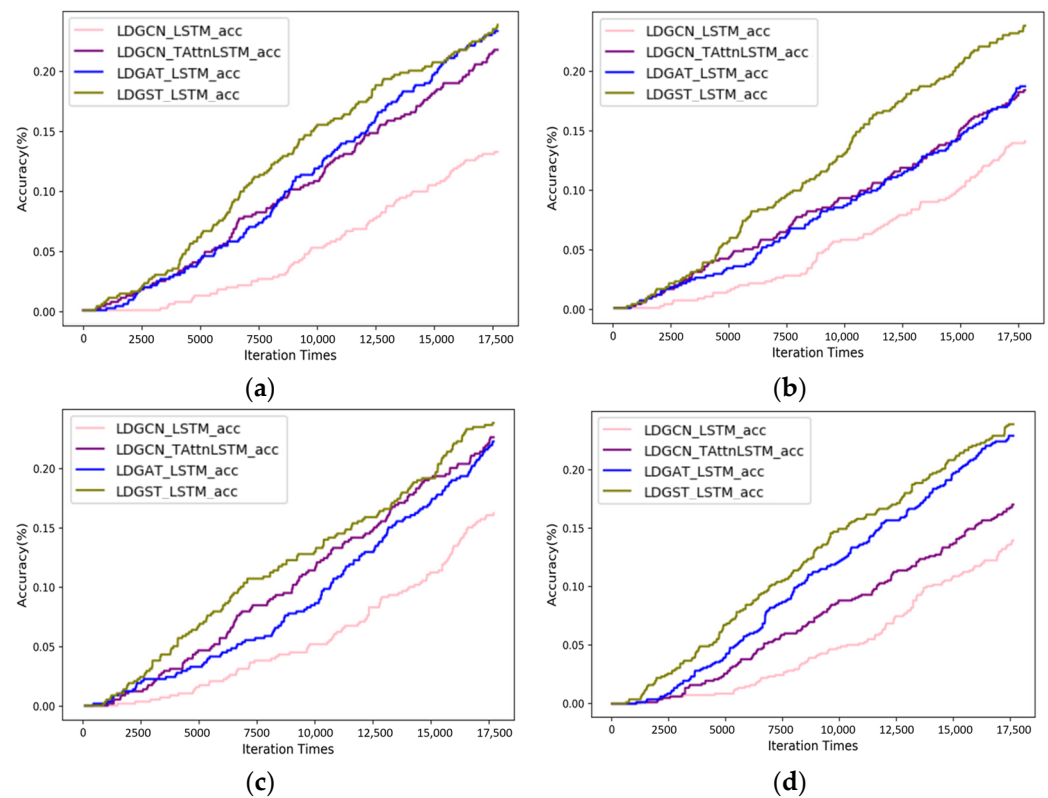 LDGCN_LSTM_acc
LDGCN_TAttnLSTM_acc
LDGAT_LSTM_acc
LDGST_LSTM_acc
Accuracy(%)
0.20
0.15
0.10
0.05
0.00
0 2500 5000 7500 10,000 12,500 15,000 17,500
Iteration Times
(a)
LDGCN_LSTM_acc
LDGCN_TAttnLSTM_acc
LDGAT_LSTM_acc
LDGST_LSTM_acc
Accuracy(%)
0.20
0.15
0.10
0.05
0.00
0 2500 5000 7500 10,000 12,500 15,000 17,500
Iteration Times
(b)
LDGCN_LSTM_acc
LDGCN_TAttnLSTM_acc
LDGAT_LSTM_acc
LDGST_LSTM_acc
Accuracy(%)
0.20
0.15
0.10
0.05
0.00
0 2500 5000 7500 10,000 12,500 15,000 17,500
Iteration Times
(c)
LDGCN_LSTM_acc
LDGCN_TAttnLSTM_acc
LDGAT_LSTM_acc
LDGST_LSTM_acc
Accuracy(%)
0.20
0.15
0.10
0.05
0.00
0 2500 5000 7500 10,000 12,500 15,000 17,500
Iteration Times
(d)